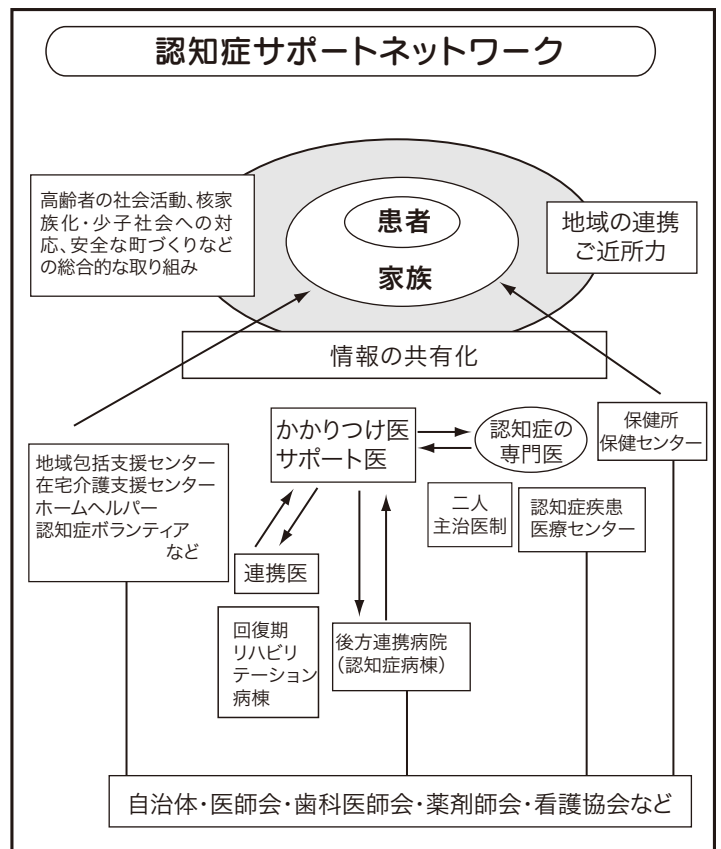 認知症サポートネットワーク
高齢者の社会活動、核家
族化・少子社会への対
応、安全な町づくりなど
の総合的な取り組み
患者
家族
地域の連携
ご近所力
情報の共有化
地域包括支援センター
在宅介護支援センター
ホームヘルパー
認知症ボランティア
など
かかりつけ医
サポート医
認知症の
専門医
保健所
保健センター
二人
主治医制
認知症疾患
医療センター
連携医
回復期
リハビリ
テーション
病棟
後方連携病院
(認知症病棟)
自治体・医師会・歯科医師会・薬剤師会・看護協会など